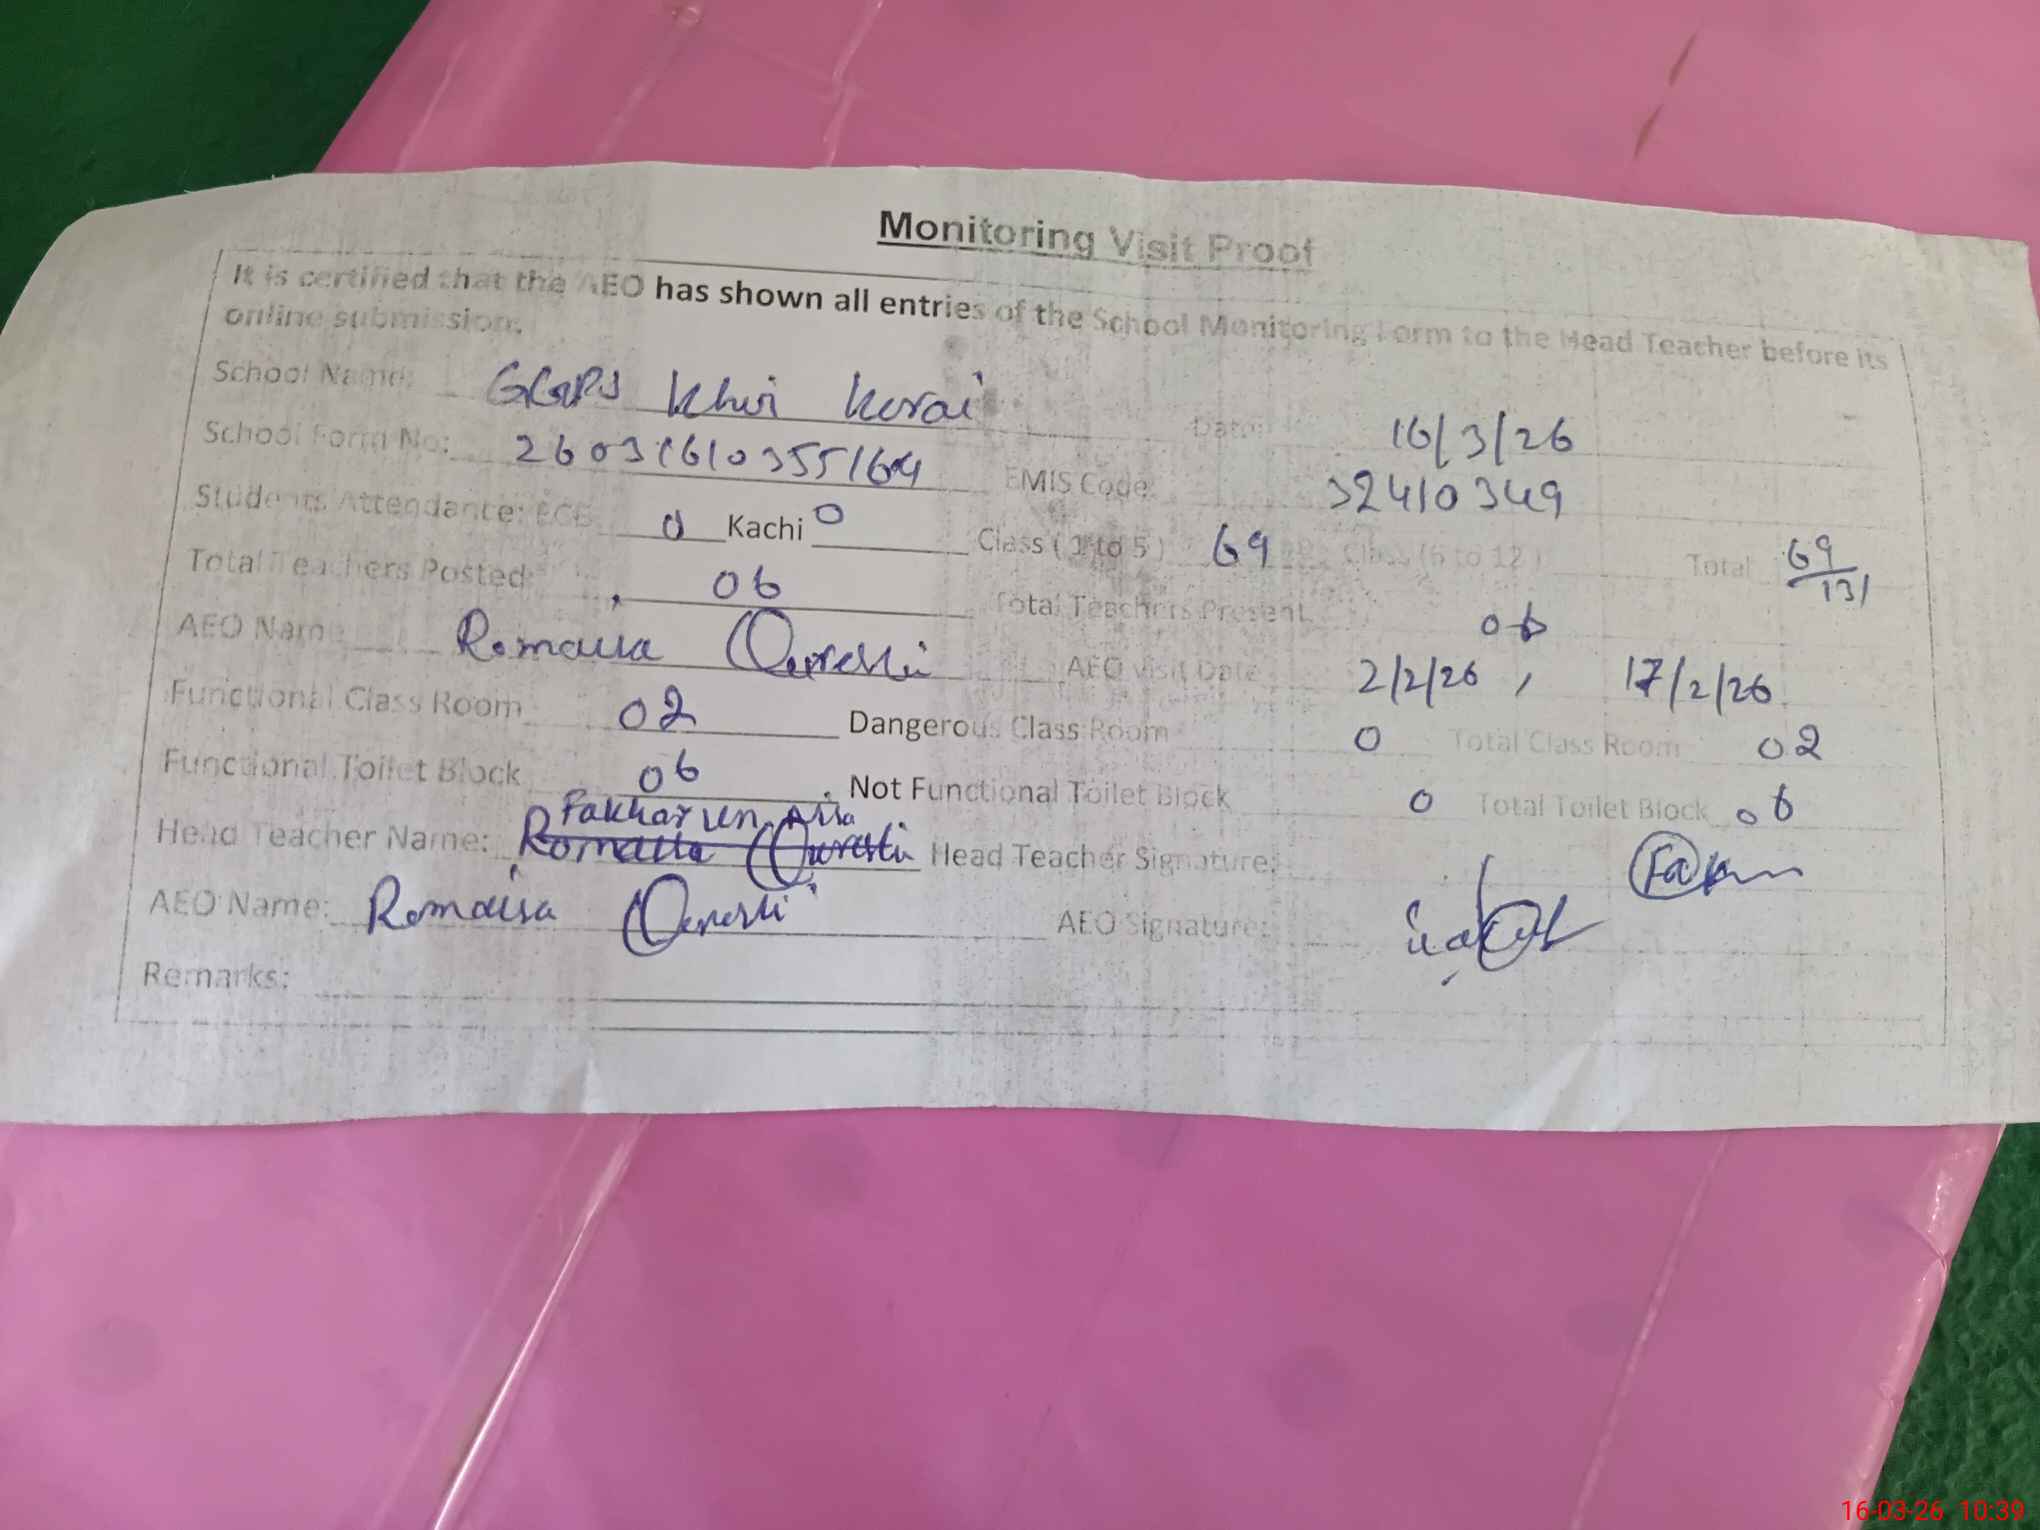 Monitoring Visit Proof
It is certified that the AEO has shown all entries of the School Monitoring Form to the Head Teacher before its
online submission.
School Name: GGPS Khui Korai Date: 16/3/26
School Form No: 26031610355164 EMIS Code: 32410349
Students Attendance: ECE 0 Kachi 0 Class (1 to 5) 69 Class (6 to 12) Total 69/131
Total Teachers Posted: 06 Total Teachers Present 06
AEO Name Romaisa Qureshi AEO Visit Date 2/2/26, 17/2/26
Functional Class Room 02 Dangerous Class Room 0 Total Class Room 02
Functional Toilet Block 06 Not Functional Toilet Block 0 Total Toilet Block 06
Head Teacher Name: Romaisa Qureshi Fakhar un Nisa Head Teacher Signature:
AEO Name: Romaisa Qureshi AEO Signature:
Remarks:
16-03-26 10:39